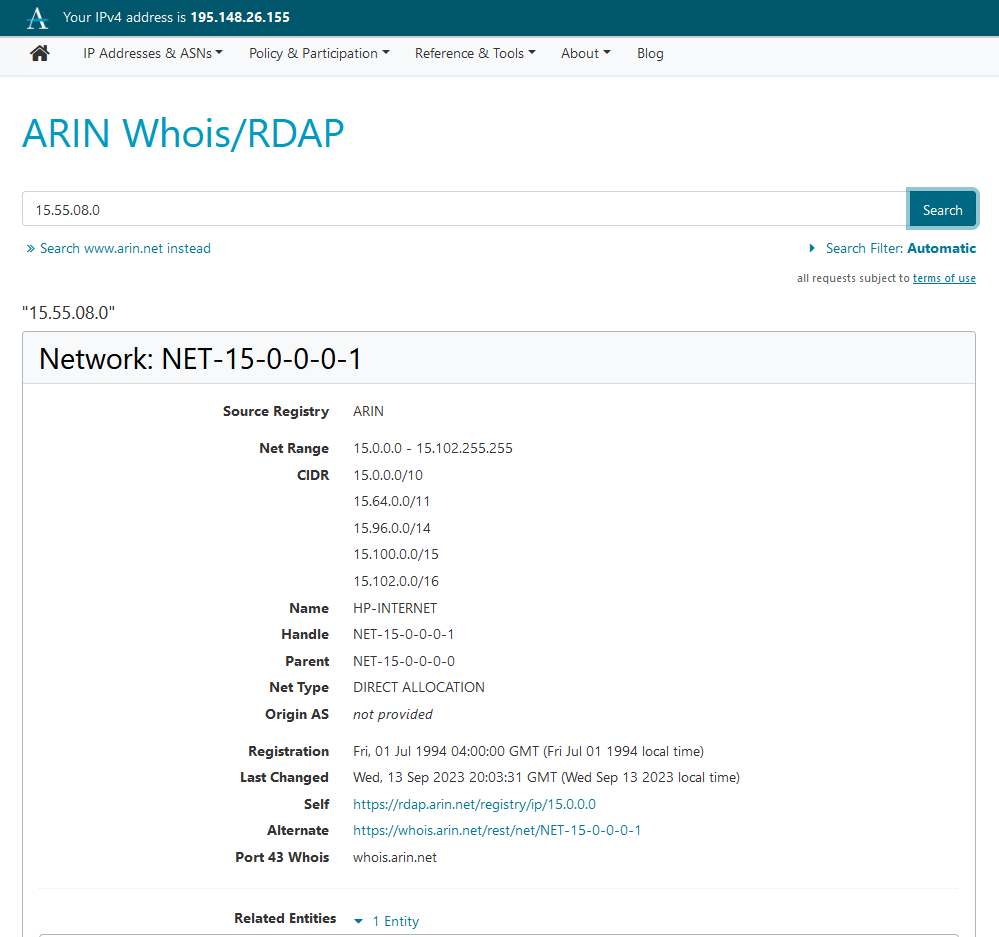 Your IPv4 address is 195.148.26.155
IP Addresses & ASNs Policy & Participation Reference & Tools About Blog
ARIN Whois/RDAP
15.55.08.0 Search
» Search www.arin.net instead Search Filter: Automatic
all requests subject to terms of use
"15.55.08.0"
Network: NET-15-0-0-0-1
Source Registry ARIN
Net Range 15.0.0.0 - 15.102.255.255
CIDR 15.0.0.0/10
15.64.0.0/11
15.96.0.0/14
15.100.0.0/15
15.102.0.0/16
Name HP-INTERNET
Handle NET-15-0-0-0-1
Parent NET-15-0-0-0-0
Net Type DIRECT ALLOCATION
Origin AS not provided
Registration Fri, 01 Jul 1994 04:00:00 GMT (Fri Jul 01 1994 local time)
Last Changed Wed, 13 Sep 2023 20:03:31 GMT (Wed Sep 13 2023 local time)
Self https://rdap.arin.net/registry/ip/15.0.0.0
Alternate https://whois.arin.net/rest/net/NET-15-0-0-0-1
Port 43 Whois whois.arin.net
Related Entities 1 Entity